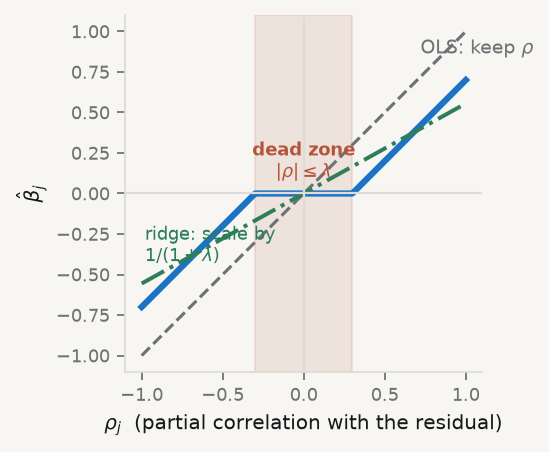 1.00
0.75
0.50
0.25
0.00
−0.25
−0.50
−0.75
−1.00
β̂ⱼ
OLS: keep ρ
dead zone
|ρ| ≤ λ
ridge: scale by
1/(1 + λ)
−1.0
−0.5
0.0
0.5
1.0
ρⱼ (partial correlation with the residual)